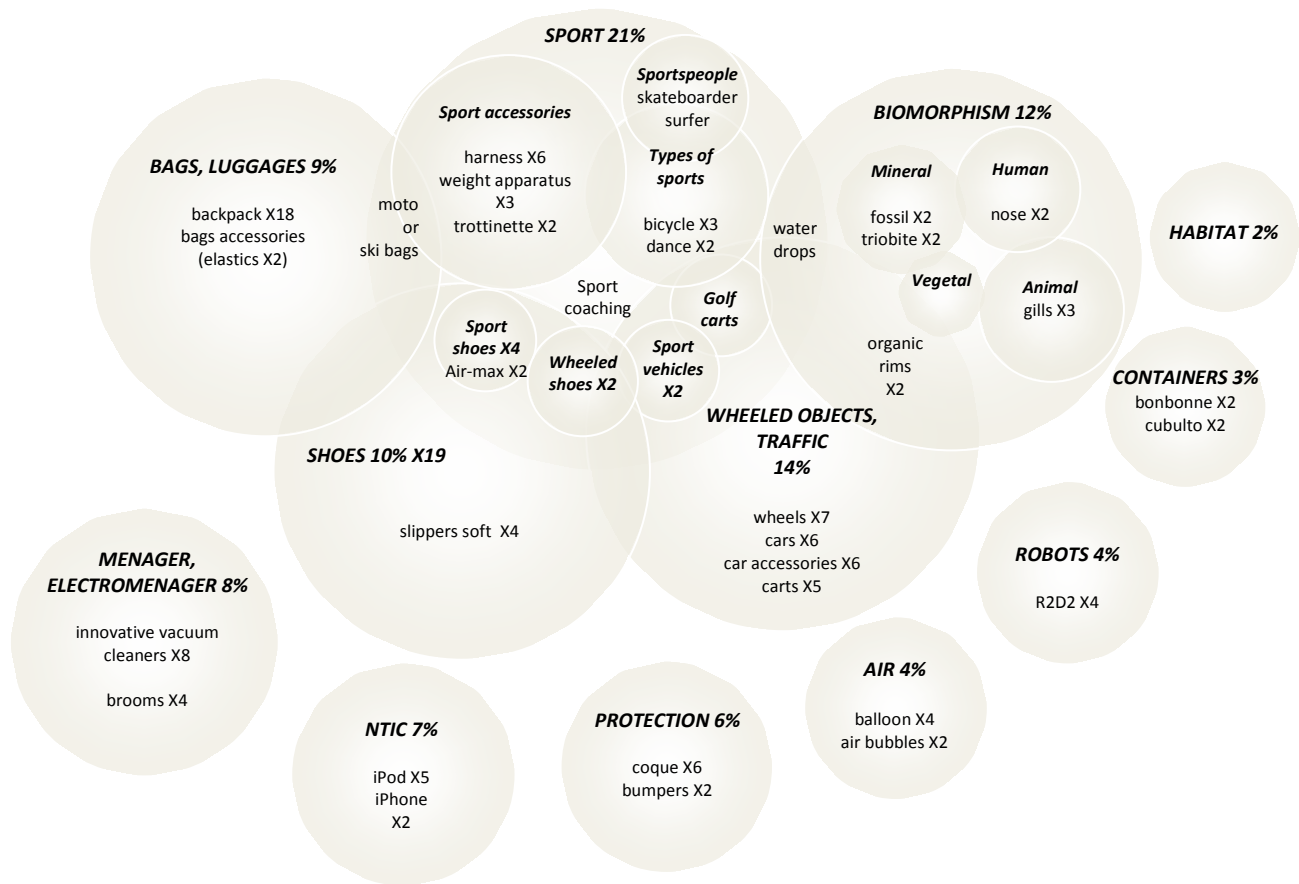 SPORT 21%
Sportspeople
skateboarder
surfer
Sport accessories
harness X6
weight apparatus
X3
trottinette X2
Types of
sports
bicycle X3
dance X2
BIOMORPHISM 12%
Mineral
fossil X2
triobite X2
Human
nose X2
Vegetal
Animal
gills X3
organic
rims
X2
BAGS, LUGGAGES 9%
backpack X18
bags accessories
(elastics X2)
moto
or
ski bags
water
drops
HABITAT 2%
Sport
coaching
Golf
carts
Sport
shoes X4
Air-max X2
Wheeled
shoes X2
Sport
vehicles
X2
CONTAINERS 3%
bonbonne X2
cubulto X2
WHEELED OBJECTS,
TRAFFIC
14%
wheels X7
cars X6
car accessories X6
carts X5
SHOES 10% X19
slippers soft X4
ROBOTS 4%
R2D2 X4
MENAGER,
ELECTROMENAGER 8%
innovative vacuum
cleaners X8
brooms X4
AIR 4%
balloon X4
air bubbles X2
NTIC 7%
iPod X5
iPhone
X2
PROTECTION 6%
coque X6
bumpers X2